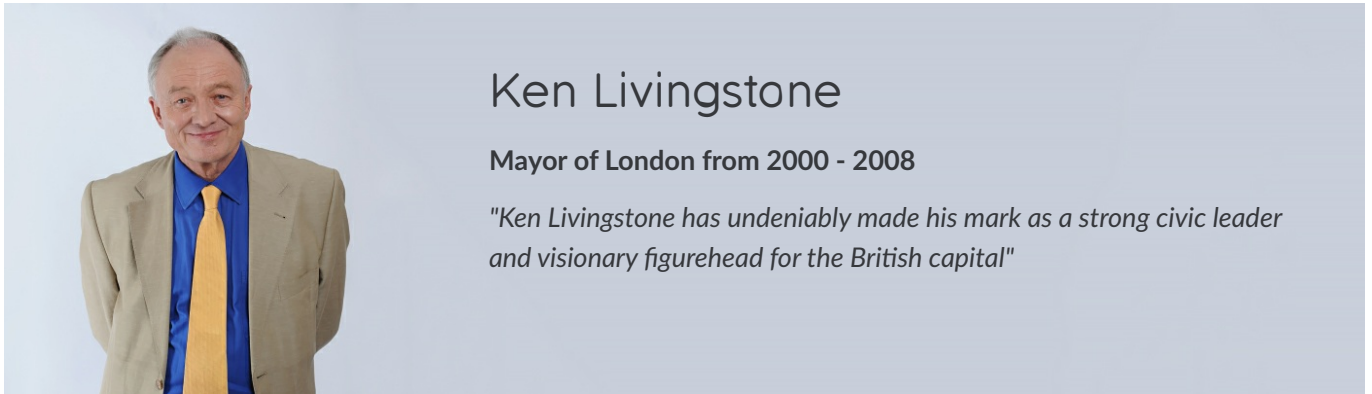 Ken Livingstone
Mayor of London from 2000 - 2008
"Ken Livingstone has undeniably made his mark as a strong civic leader
and visionary figurehead for the British capital"